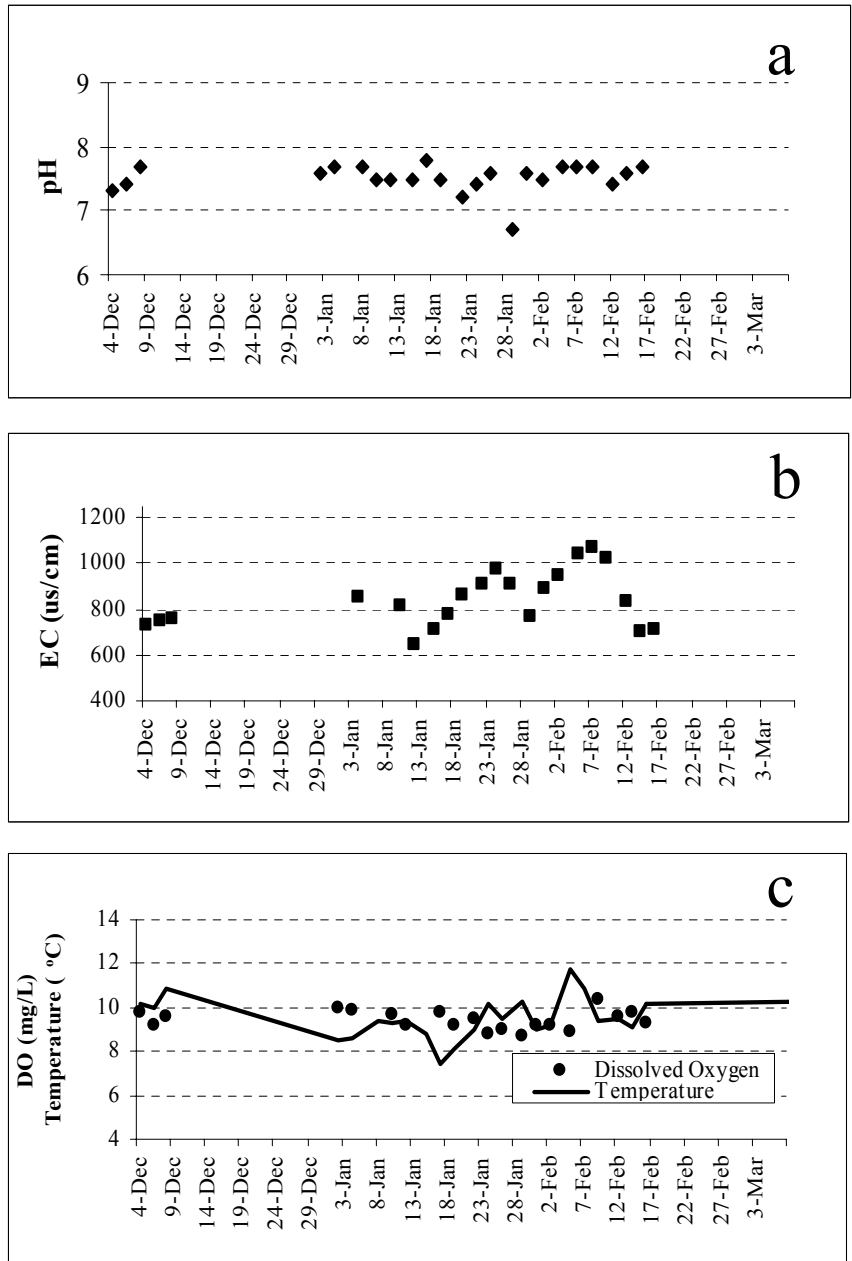 a
9
8
7
6
pH
4-Dec
9-Dec
14-Dec
19-Dec
24-Dec
29-Dec
3-Jan
8-Jan
13-Jan
18-Jan
23-Jan
28-Jan
2-Feb
7-Feb
12-Feb
17-Feb
22-Feb
27-Feb
3-Mar
b
1200
1000
800
600
400
EC (us/cm)
4-Dec
9-Dec
14-Dec
19-Dec
24-Dec
29-Dec
3-Jan
8-Jan
13-Jan
18-Jan
23-Jan
28-Jan
2-Feb
7-Feb
12-Feb
17-Feb
22-Feb
27-Feb
3-Mar
c
14
12
10
8
6
4
DO (mg/L)
Temperature ( °C)
Dissolved Oxygen
Temperature
4-Dec
9-Dec
14-Dec
19-Dec
24-Dec
29-Dec
3-Jan
8-Jan
13-Jan
18-Jan
23-Jan
28-Jan
2-Feb
7-Feb
12-Feb
17-Feb
22-Feb
27-Feb
3-Mar